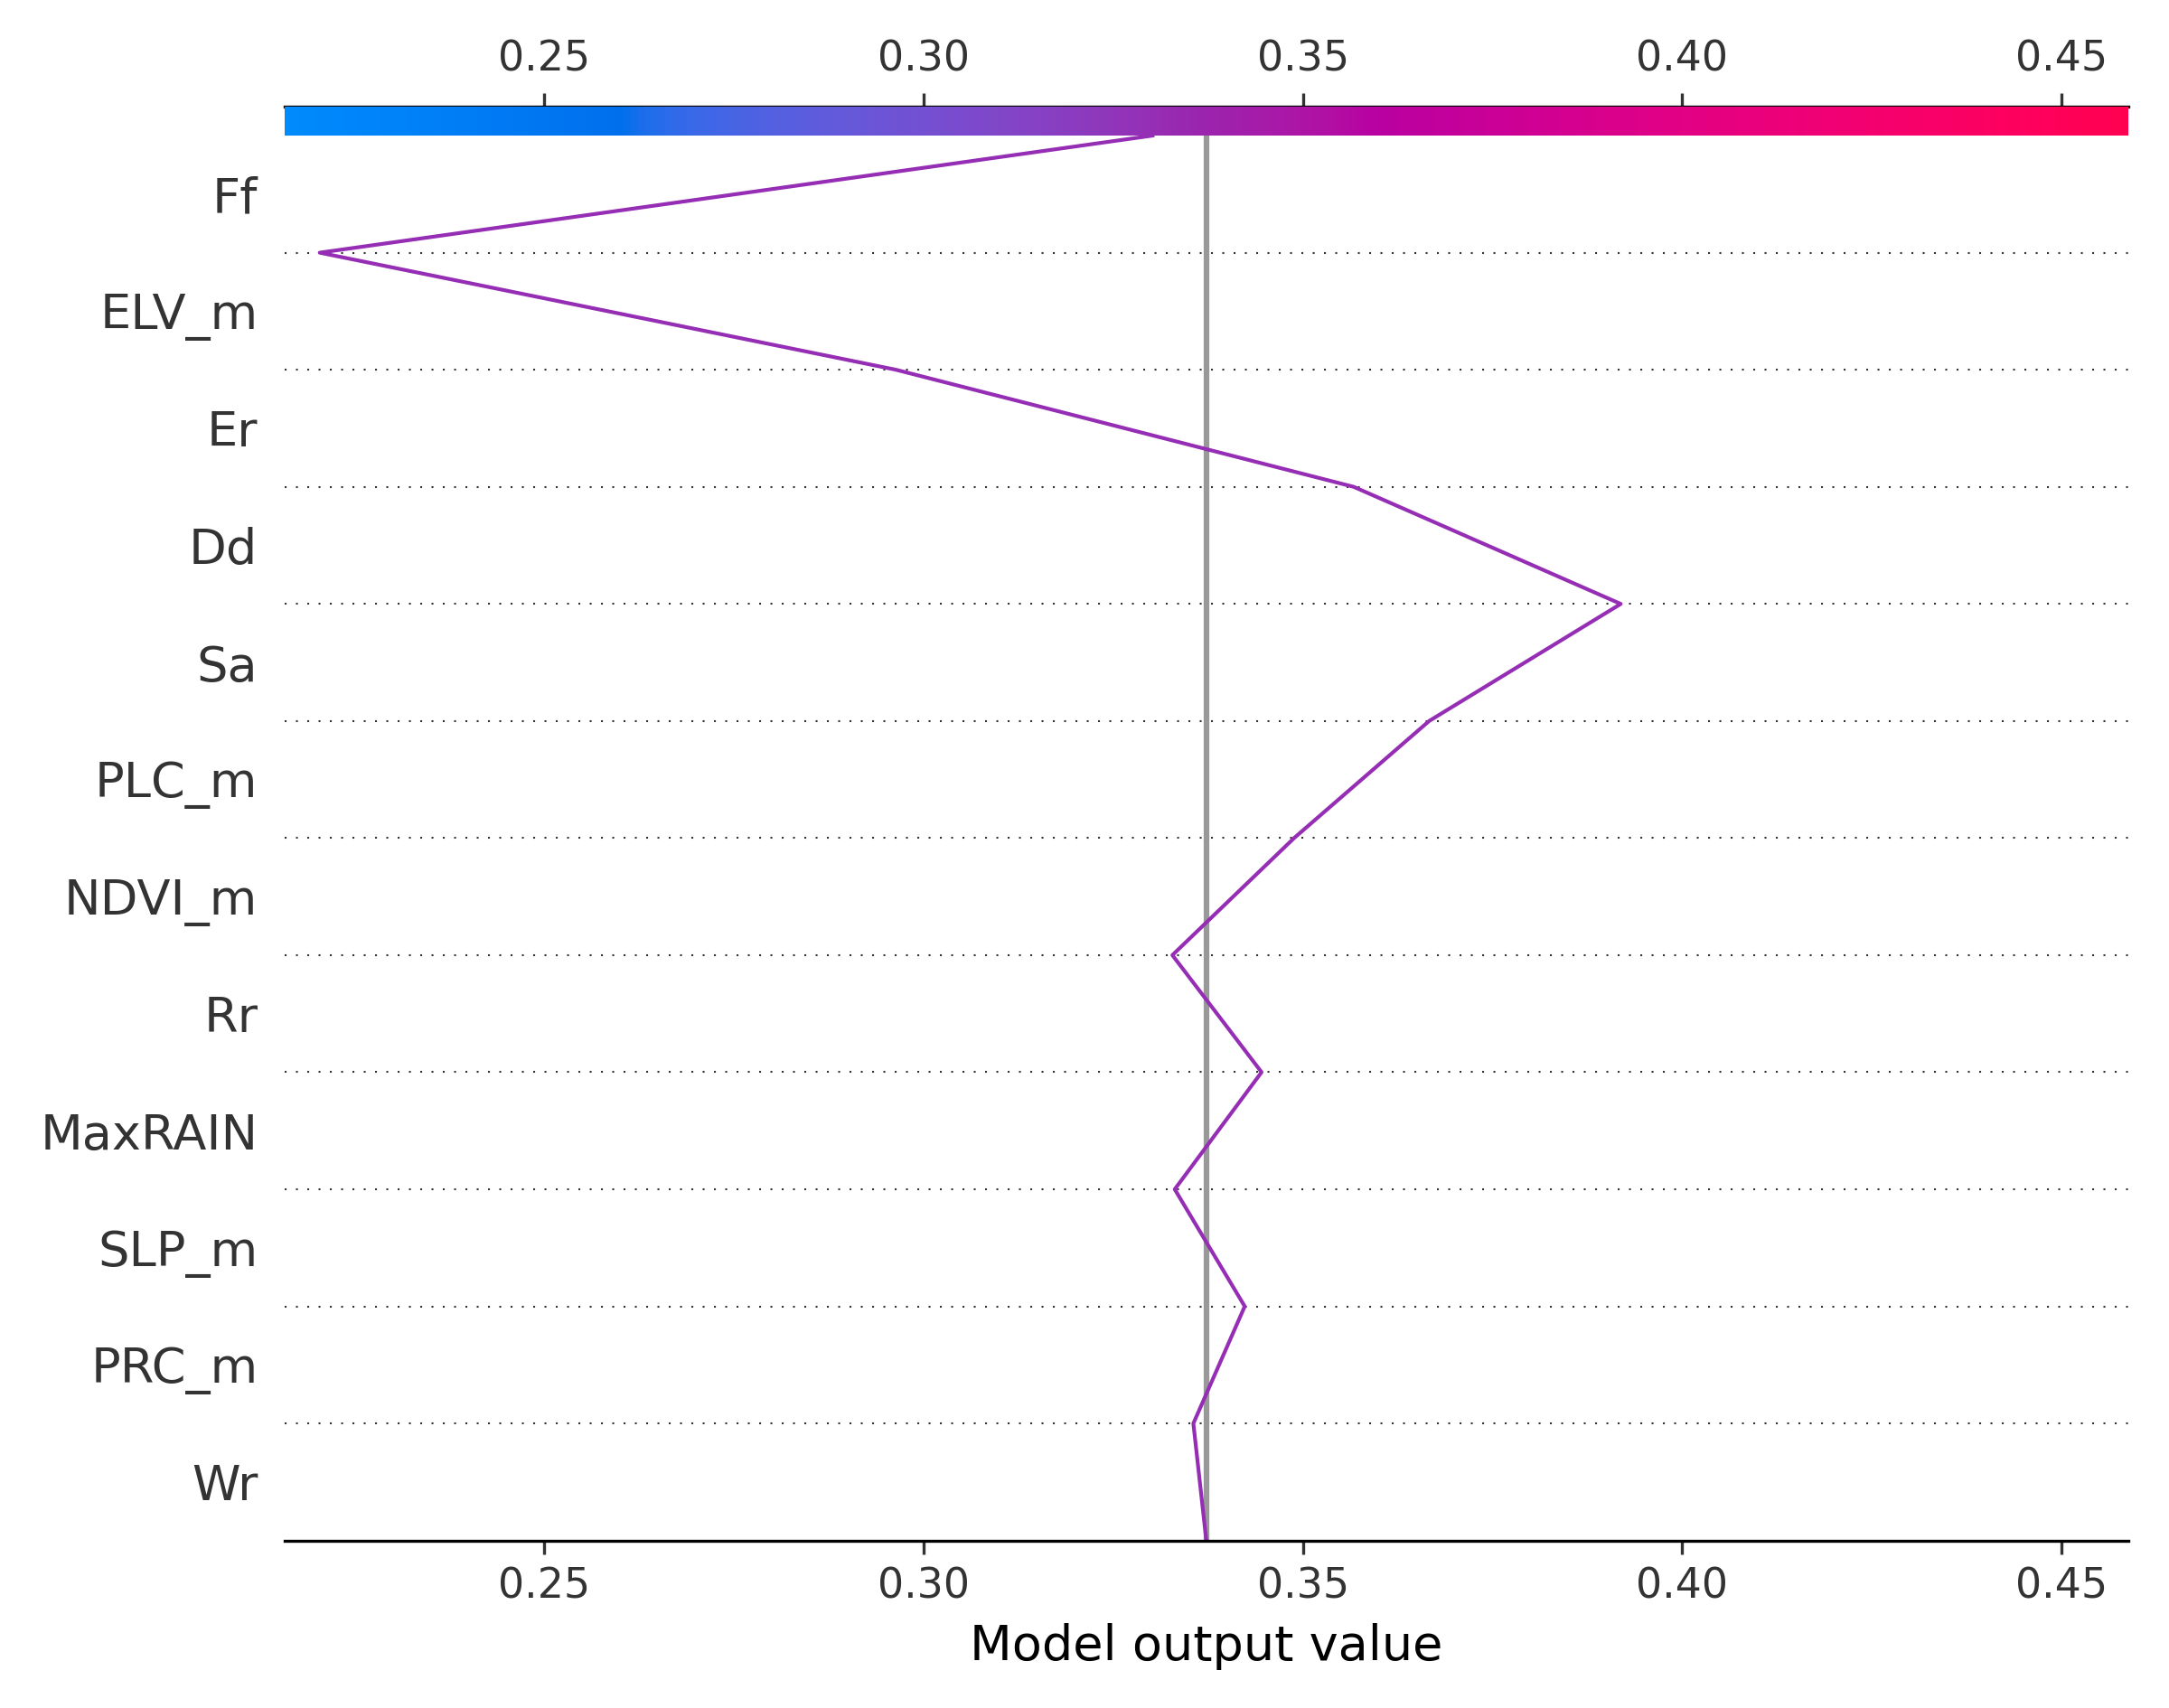 0.25 0.30 0.35 0.40 0.45
Ff
ELV_m
Er
Dd
Sa
PLC_m
NDVI_m
Rr
MaxRAIN
SLP_m
PRC_m
Wr
0.25 0.30 0.35 0.40 0.45
Model output value